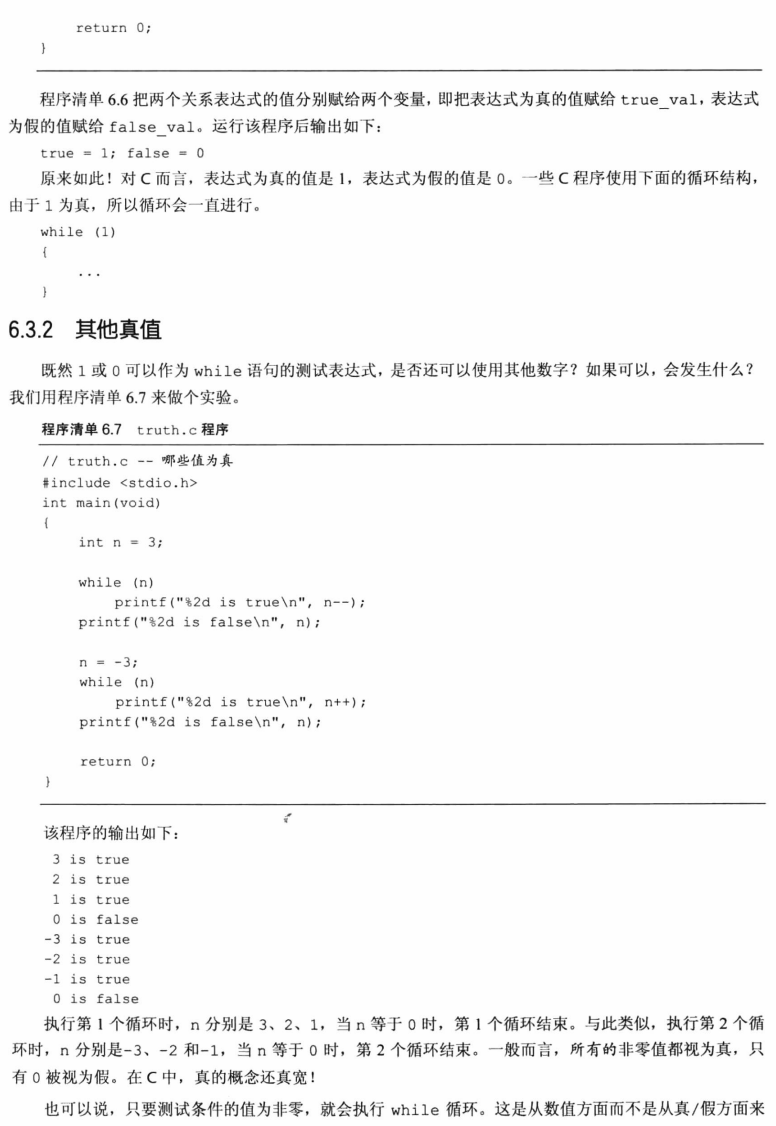 return 0;
}
程序清单 6.6 把两个关系表达式的值分别赋给两个变量，即把表达式为真的值赋给 true_val，表达式
为假的值赋给 false_val。运行该程序后输出如下：
true = 1; false = 0
原来如此！对 C 而言，表达式为真的值是 1，表达式为假的值是 0。一些 C 程序使用下面的循环结构，
由于 1 为真，所以循环会一直进行。
while (1)
{
...
}
6.3.2 其他真值
既然 1 或 0 可以作为 while 语句的测试表达式，是否还可以使用其他数字？如果可以，会发生什么？
我们用程序清单 6.7 来做个实验。
程序清单 6.7 truth.c 程序
// truth.c -- 哪些值为真
#include <stdio.h>
int main(void)
{
int n = 3;
while (n)
printf("%2d is true\n", n--);
printf("%2d is false\n", n);
n = -3;
while (n)
printf("%2d is true\n", n++);
printf("%2d is false\n", n);
return 0;
}
该程序的输出如下：
3 is true
2 is true
1 is true
0 is false
-3 is true
-2 is true
-1 is true
0 is false
执行第 1 个循环时，n 分别是 3、2、1，当 n 等于 0 时，第 1 个循环结束。与此类似，执行第 2 个循
环时，n 分别是-3、-2 和-1，当 n 等于 0 时，第 2 个循环结束。一般而言，所有的非零值都视为真，只
有 0 被视为假。在 C 中，真的概念还真宽！
也可以说，只要测试条件的值为非零，就会执行 while 循环。这是从数值方面而不是从真/假方面来